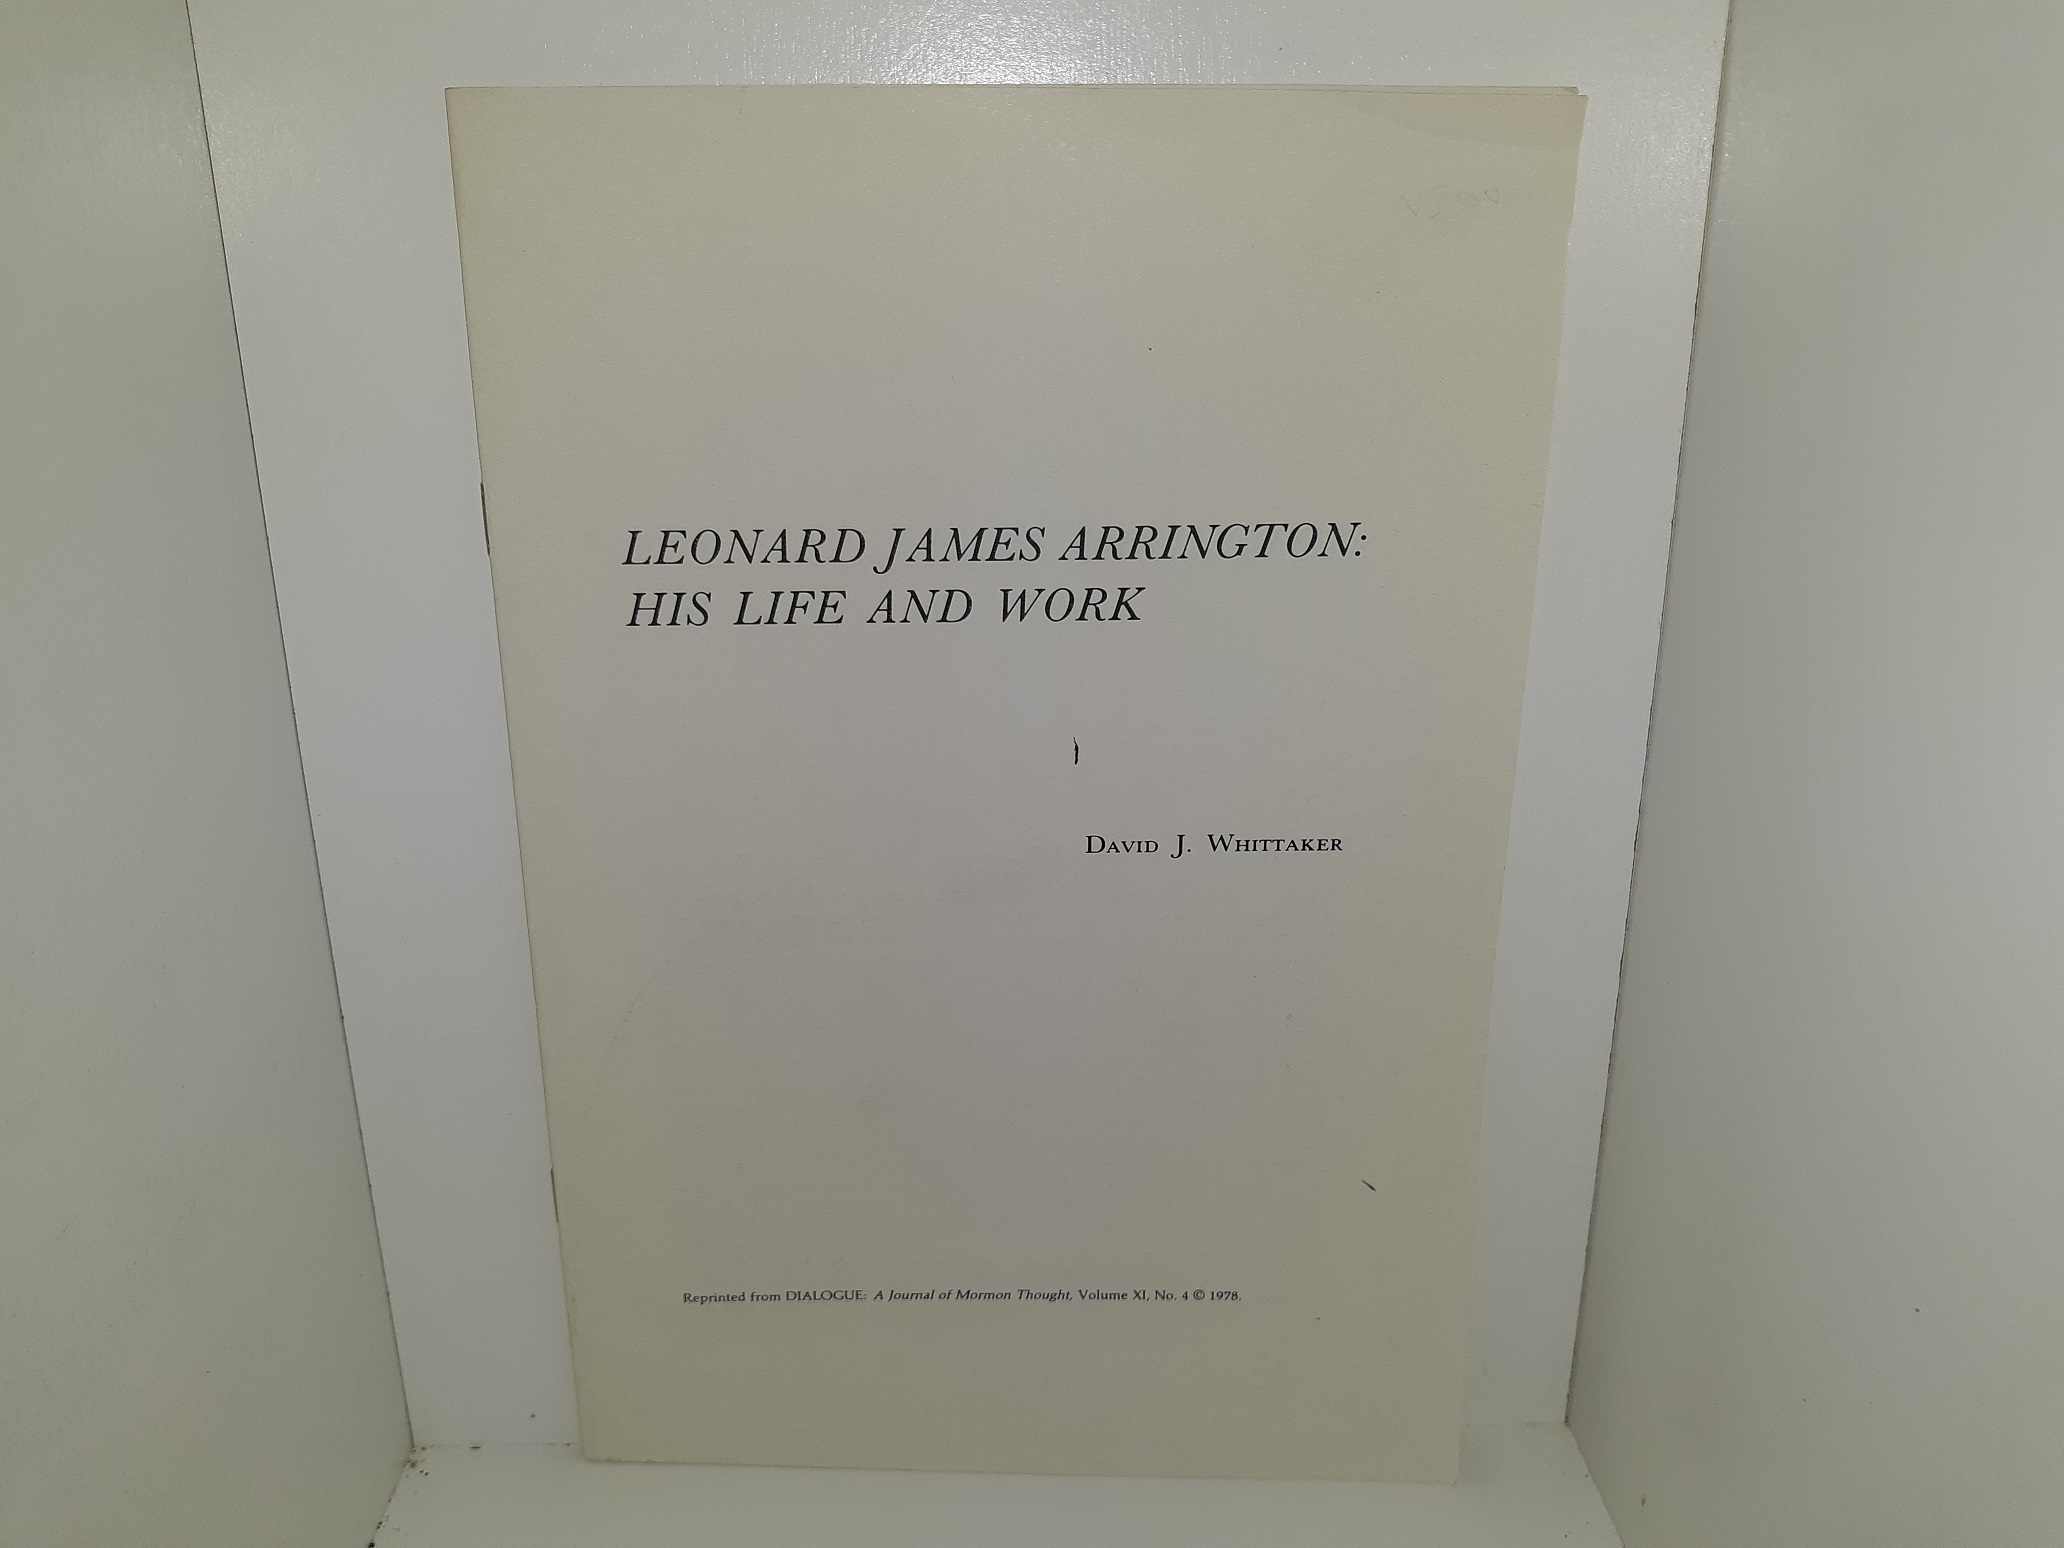 LEONARD JAMES ARRINGTON:
HIS LIFE AND WORK
DAVID J. WHITTAKER
Reprinted from DIALOGUE: A Journal of Mormon Thought, Volume XI, No. 4 © 1978.